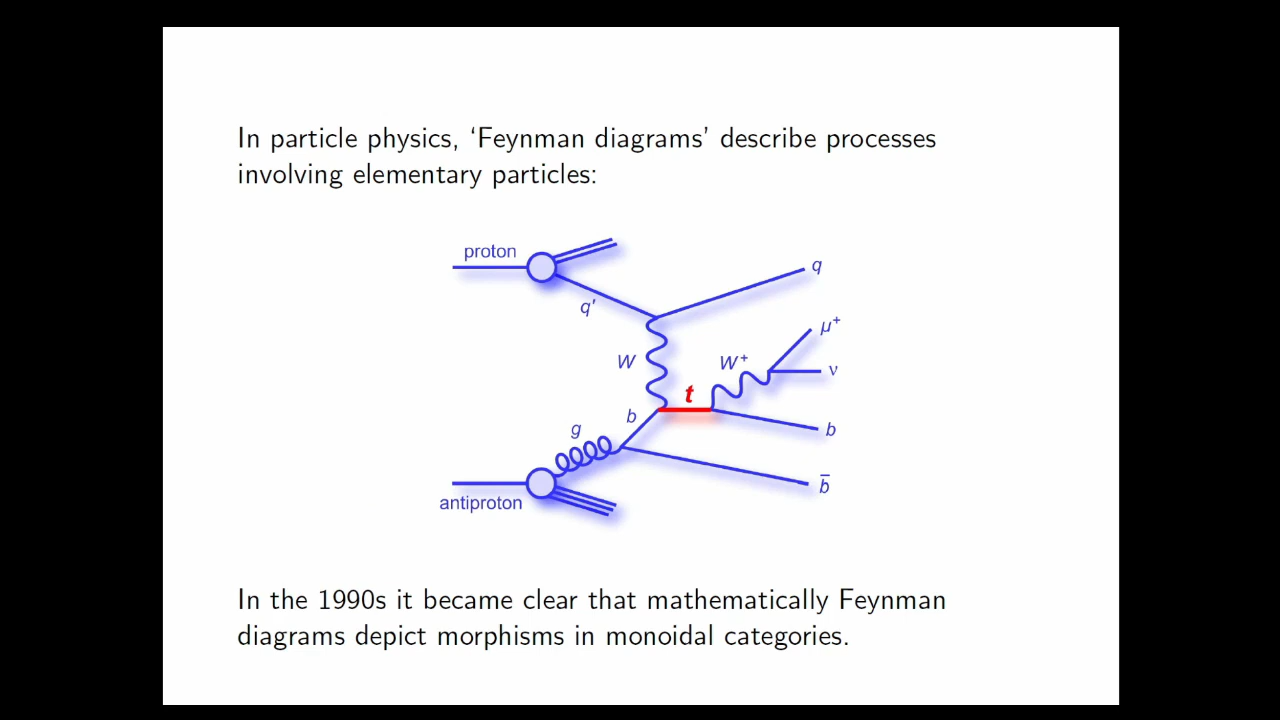 In particle physics, ‘Feynman diagrams’ describe processes
involving elementary particles:
proton
q
q'
μ+
W
W+
ν
t
b
b
g
b̄
antiproton
In the 1990s it became clear that mathematically Feynman
diagrams depict morphisms in monoidal categories.